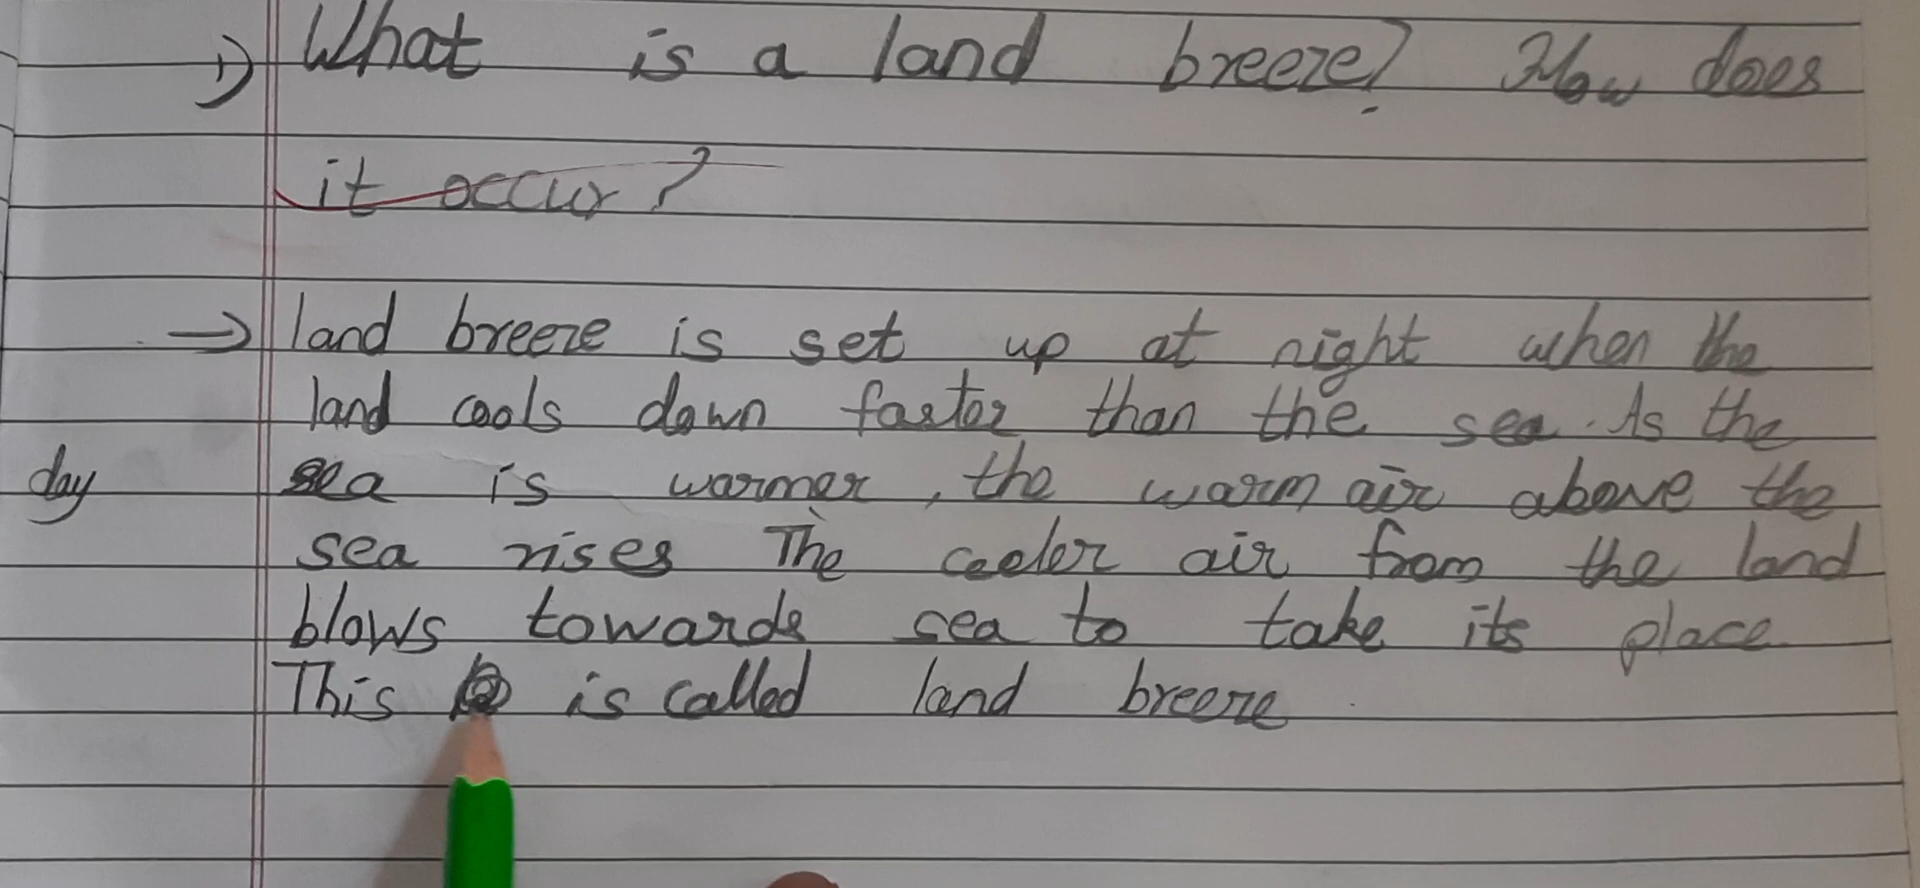 1) What is a land breeze? How does
it occur?
→ land breeze is set up at night when the
land cools down faster than the sea. As the
day
sea is warmer, the warm air above the
sea rises The cooler air from the land
blows towards sea to take its place
This is called land breeze.